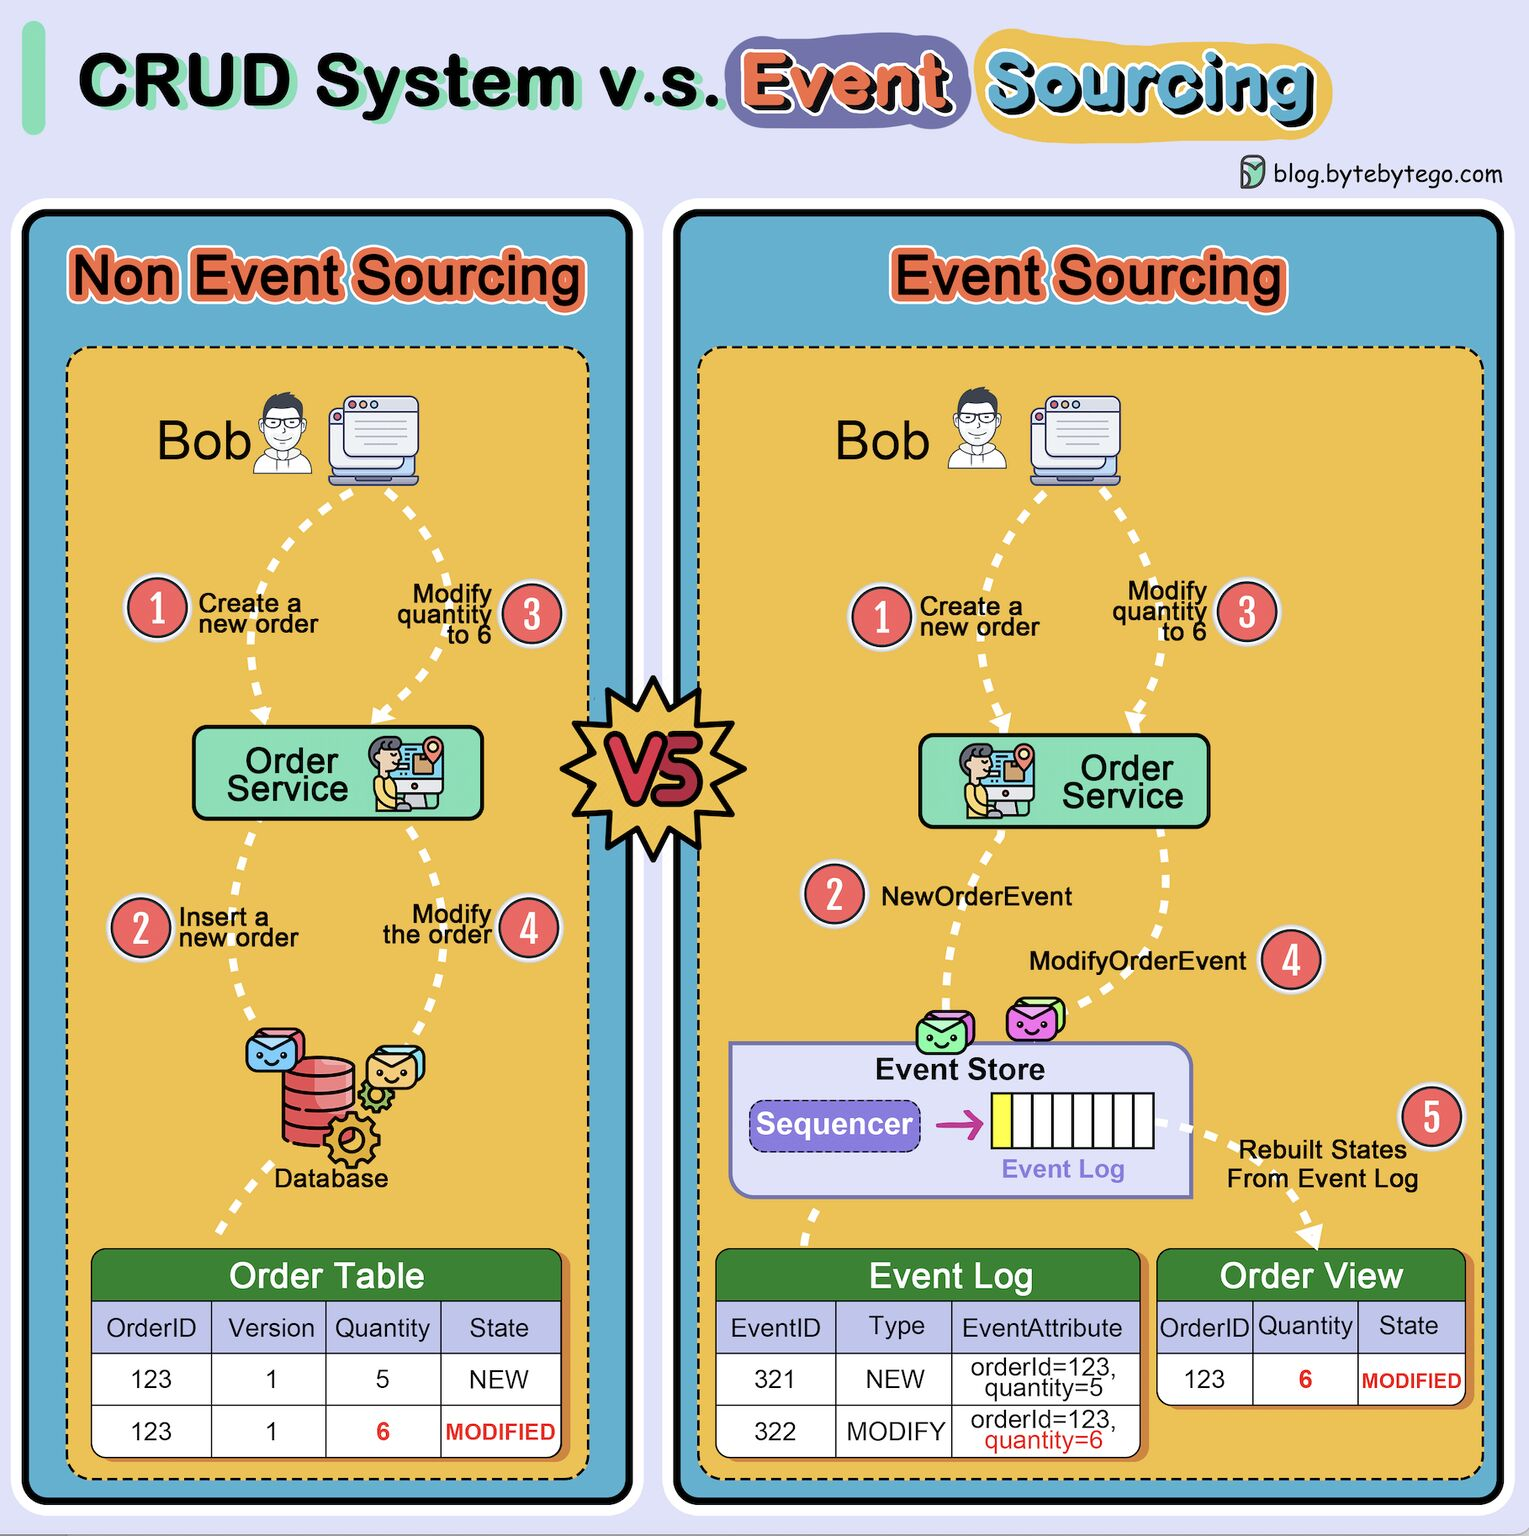 CRUD System v.s. Event Sourcing
blog.bytebytego.com
Non Event Sourcing
Bob
1
Create a
new order
Modify
quantity
to 6
3
Order
Service
2
Insert a
new order
Modify
the order
4
Database
Order Table
OrderID Version Quantity State
123 1 5 NEW
123 1 6 MODIFIED
VS
Event Sourcing
Bob
1
Create a
new order
Modify
quantity
to 6
3
Order
Service
2
NewOrderEvent
ModifyOrderEvent
4
Event Store
Sequencer
Event Log
5
Rebuilt States
From Event Log
Event Log
EventID Type EventAttribute
321 NEW orderId=123,
quantity=5
322 MODIFY orderId=123,
quantity=6
Order View
OrderID Quantity State
123 6 MODIFIED